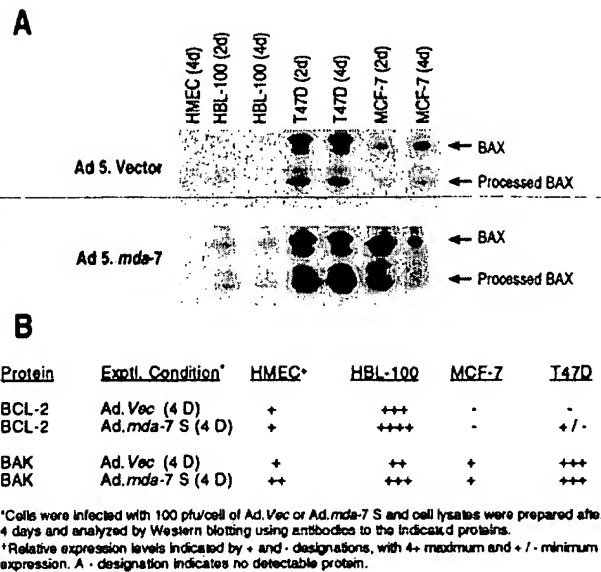 A
HMEC (4d) HBL-100 (2d) HBL-100 (4d) T47D (2d) T47D (4d) MCF-7 (2d) MCF-7 (4d)
Ad 5. Vector
BAX
Processed BAX
Ad 5. mda-7
BAX
Processed BAX
B
Protein Exptl. Condition* HMEC+ HBL-100 MCF-7 T47D
BCL-2 Ad.Vec (4 D) + +++ - -
BCL-2 Ad.mda-7 S (4 D) + ++++ - +/-
BAK Ad.Vec (4 D) + ++ + +++
BAK Ad.mda-7 S (4 D) ++ +++ + +++
*Cells were infected with 100 pfu/cell of Ad.Vec or Ad.mda-7 S and cell lysates were prepared afte
4 days and analyzed by Western blotting using antibodies to the indicated proteins.
†Relative expression levels indicated by + and - designations, with 4+ maximum and + / - minimum
expression. A - designation indicates no detectable protein.